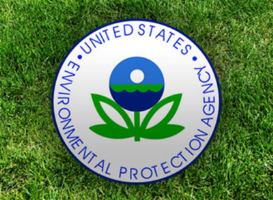 UNITED STATES
ENVIRONMENTAL PROTECTION AGENCY